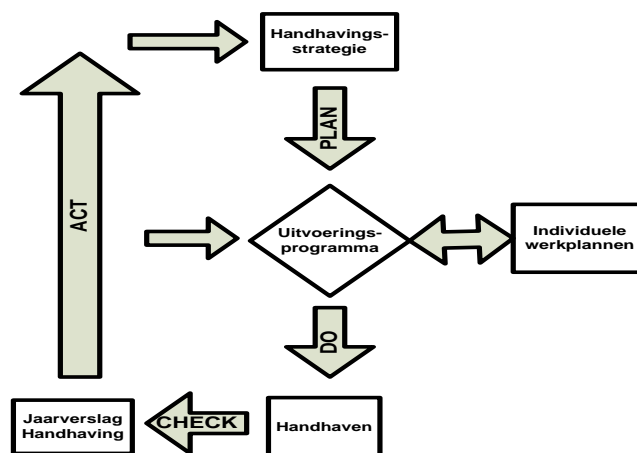 Handhavings-
strategie
PLAN
ACT
Uitvoerings-
programma
Individuele
werkplannen
DO
Jaarverslag
Handhaving
CHECK
Handhaven